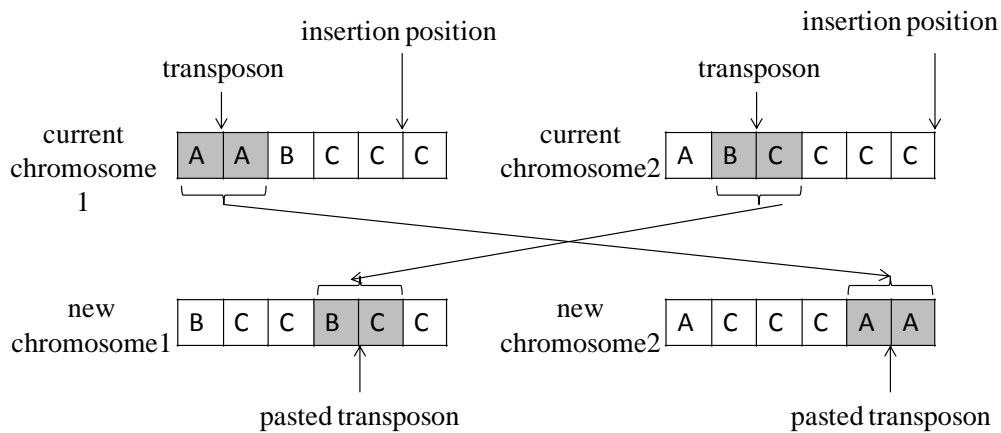 insertion position
insertion position
transposon
transposon
current
chromosome
1
A A B C C C
current
chromosome2
A B C C C C
new
chromosome1
B C C B C C
new
chromosome2
A C C C A A
pasted transposon
pasted transposon